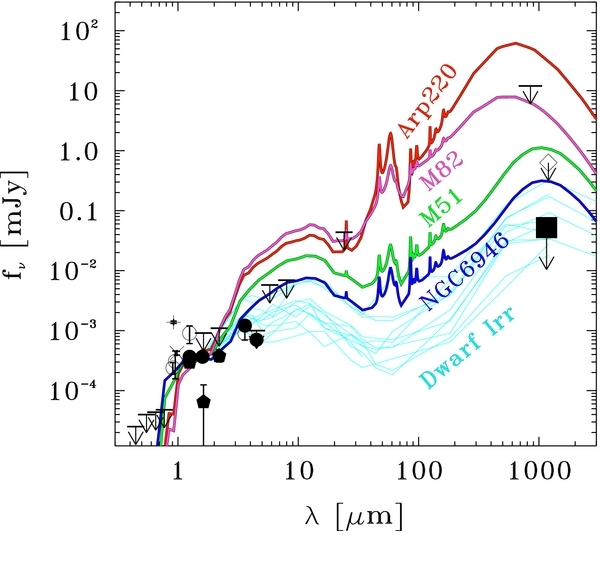 10²
10
1.0
0.1
10⁻²
10⁻³
10⁻⁴
f_ν [mJy]
Arp220
M82
M51
NGC6946
Dwarf Irr
1 10 100 1000
λ [μm]